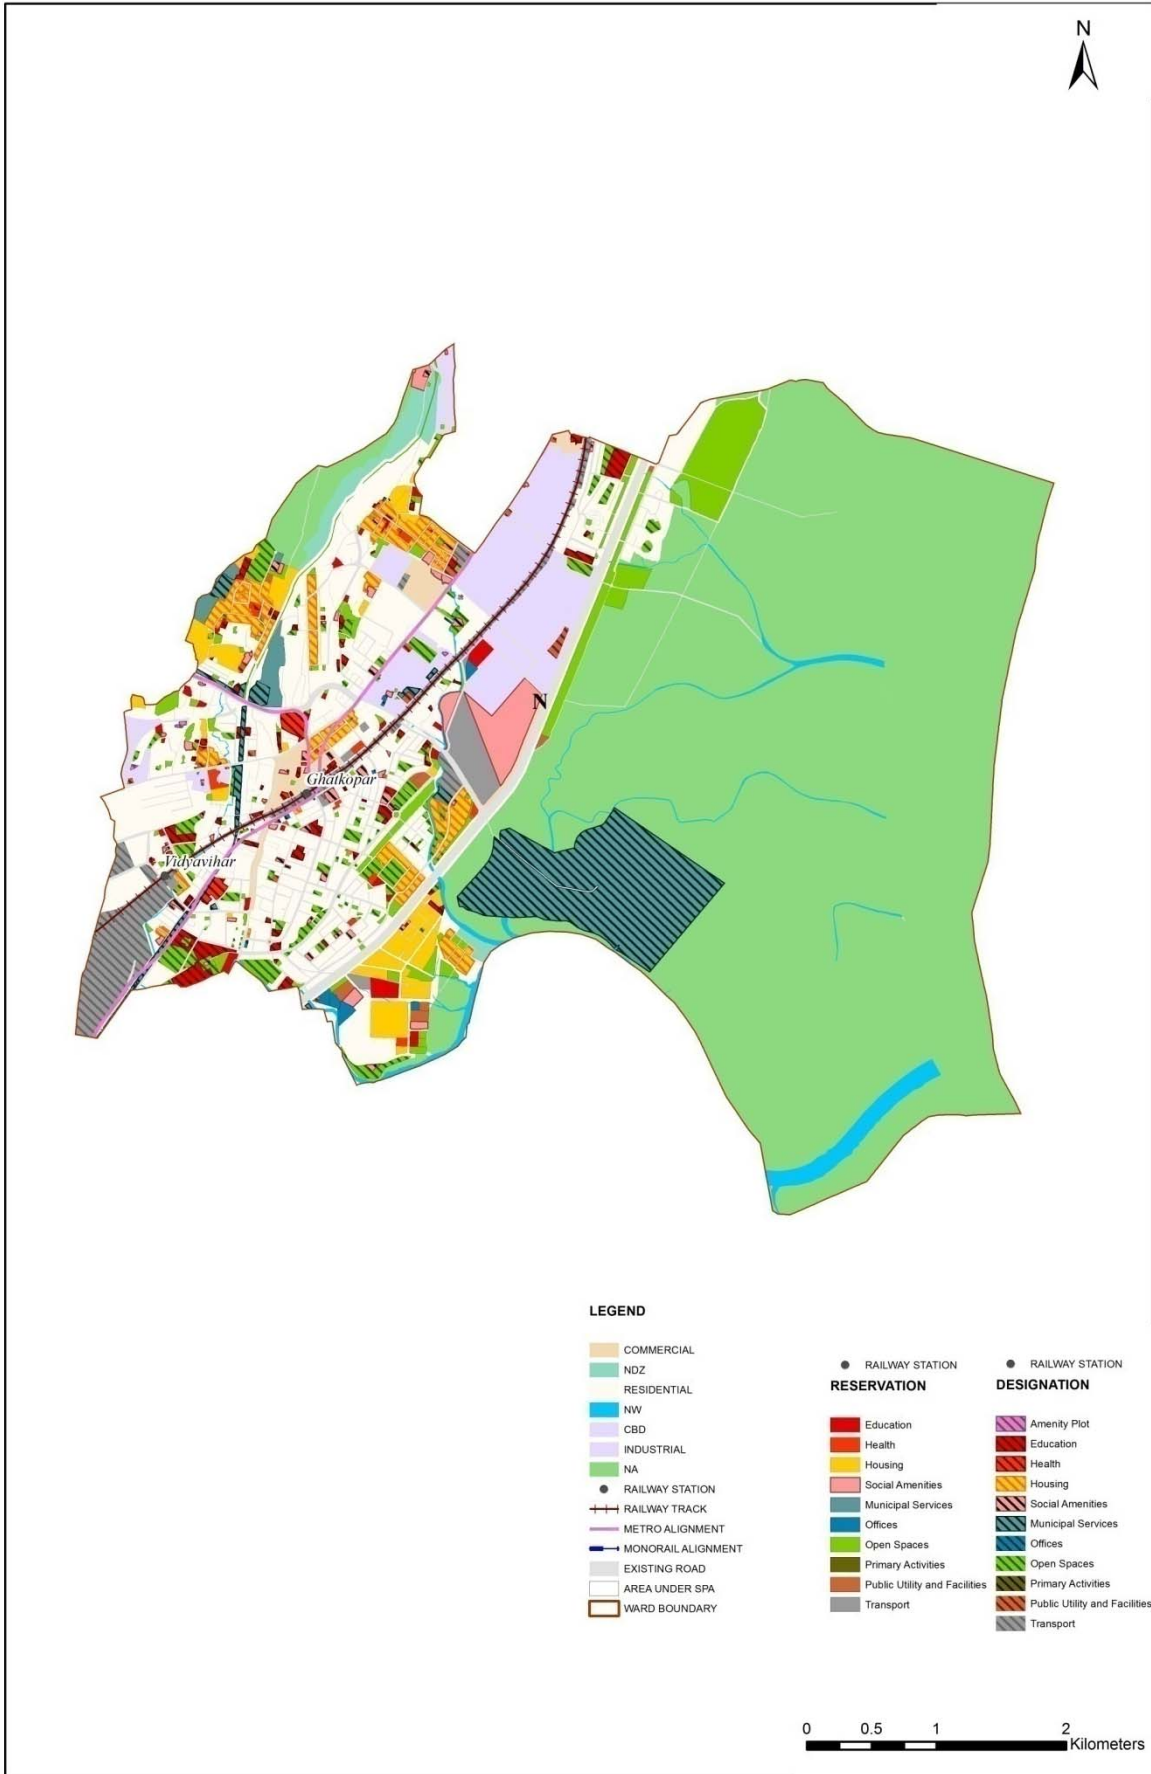 N
N
Ghatkopar
Vidyavihar
LEGEND
COMMERCIAL
NDZ
RESIDENTIAL
NW
CBD
INDUSTRIAL
NA
RAILWAY STATION
RAILWAY TRACK
METRO ALIGNMENT
MONORAIL ALIGNMENT
EXISTING ROAD
AREA UNDER SPA
WARD BOUNDARY
RAILWAY STATION
RESERVATION
Education
Health
Housing
Social Amenities
Municipal Services
Offices
Open Spaces
Primary Activities
Public Utility and Facilities
Transport
RAILWAY STATION
DESIGNATION
Amenity Plot
Education
Health
Housing
Social Amenities
Municipal Services
Offices
Open Spaces
Primary Activities
Public Utility and Facilities
Transport
0 0.5 1 2
Kilometers